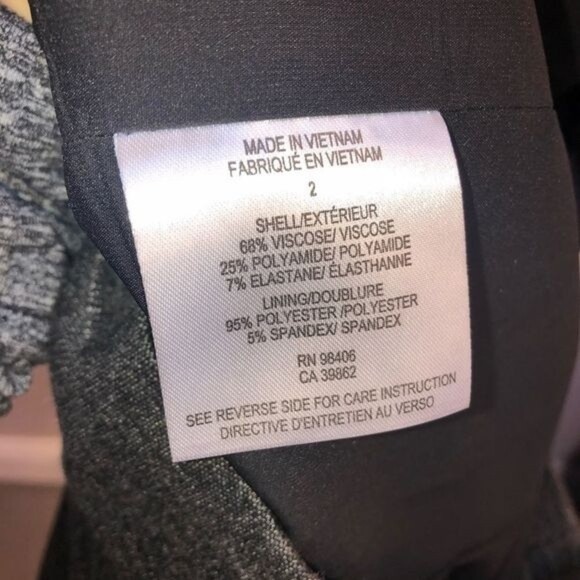 MADE IN VIETNAM
FABRIQUÉ EN VIETNAM
2
SHELL/EXTÉRIEUR
68% VISCOSE/ VISCOSE
25% POLYAMIDE/ POLYAMIDE
7% ELASTANE/ ÉLASTHANNE
LINING/DOUBLURE
95% POLYESTER /POLYESTER
5% SPANDEX/ SPANDEX
RN 98406
CA 39862
SEE REVERSE SIDE FOR CARE INSTRUCTION
DIRECTIVE D'ENTRETIEN AU VERSO